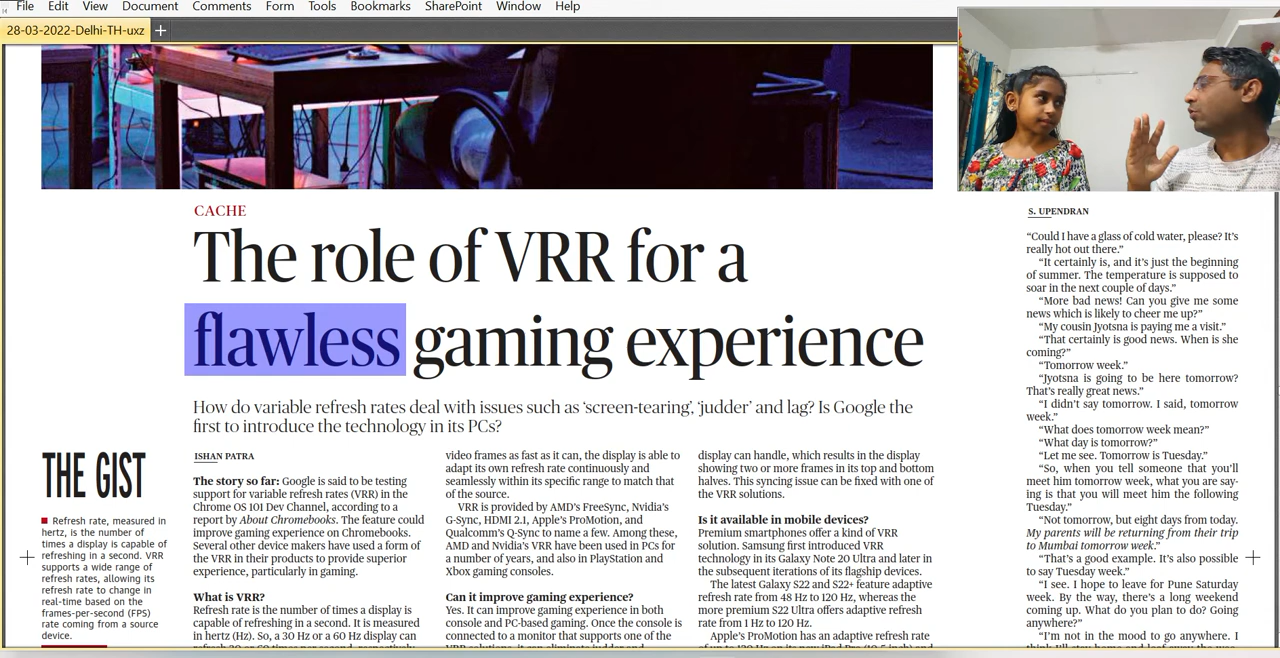 File Edit View Document Comments Form Tools Bookmarks SharePoint Window Help
28-03-2022-Delhi-TH-uxz
CACHE
The role of VRR for a
flawless gaming experience
How do variable refresh rates deal with issues such as ‘screen-tearing’, ‘judder’ and lag? Is Google the
first to introduce the technology in its PCs?
THE GIST
Refresh rate, measured in
hertz, is the number of
times a display is capable of
refreshing in a second. VRR
supports a wide range of
refresh rates, allowing its
refresh rate to change in
real-time based on the
frames-per-second (FPS)
rate coming from a source
device.
ISHAN PATRA
The story so far: Google is said to be testing
support for variable refresh rates (VRR) in the
Chrome OS 101 Dev Channel, according to a
report by About Chromebooks. The feature could
improve gaming experience on Chromebooks.
Several other device makers have used a form of
the VRR in their products to provide superior
experience, particularly in gaming.
What is VRR?
Refresh rate is the number of times a display is
capable of refreshing in a second. It is measured
in hertz (Hz). So, a 30 Hz or a 60 Hz display can
video frames as fast as it can, the display is able to
adapt its own refresh rate continuously and
seamlessly within its specific range to match that
of the source.
VRR is provided by AMD’s FreeSync, Nvidia’s
G-Sync, HDMI 2.1, Apple’s ProMotion, and
Qualcomm’s Q-Sync to name a few. Among these,
AMD and Nvidia’s VRR have been used in PCs for
a number of years, and also in PlayStation and
Xbox gaming consoles.
Can it improve gaming experience?
Yes. It can improve gaming experience in both
console and PC-based gaming. Once the console is
connected to a monitor that supports one of the
display can handle, which results in the display
showing two or more frames in its top and bottom
halves. This syncing issue can be fixed with one of
the VRR solutions.
Is it available in mobile devices?
Premium smartphones offer a kind of VRR
solution. Samsung first introduced VRR
technology in its Galaxy Note 20 Ultra and later in
the subsequent iterations of its flagship devices.
The latest Galaxy S22 and S22+ feature adaptive
refresh rate from 48 Hz to 120 Hz, whereas the
more premium S22 Ultra offers adaptive refresh
rate from 1 Hz to 120 Hz.
Apple’s ProMotion has an adaptive refresh rate
S. UPENDRAN
“Could I have a glass of cold water, please? It’s
really hot out there.”
“It certainly is, and it’s just the beginning
of summer. The temperature is supposed to
soar in the next couple of days.”
“More bad news! Can you give me some
news which is likely to cheer me up?”
“My cousin Jyotsna is paying me a visit.”
“That certainly is good news. When is she
coming?”
“Tomorrow week.”
“Jyotsna is going to be here tomorrow?
That’s really great news.”
“I didn’t say tomorrow. I said, tomorrow
week.”
“What does tomorrow week mean?”
“What day is tomorrow?”
“Let me see. Tomorrow is Tuesday.”
“So, when you tell someone that you’ll
meet him tomorrow week, what you are say-
ing is that you will meet him the following
Tuesday.”
“Not tomorrow, but eight days from today.
My parents will be returning from their trip
to Mumbai tomorrow week.”
“That’s a good example. It’s also possible
to say Tuesday week.”
“I see. I hope to leave for Pune Saturday
week. By the way, there’s a long weekend
coming up. What do you plan to do? Going
anywhere?”
“I’m not in the mood to go anywhere. I